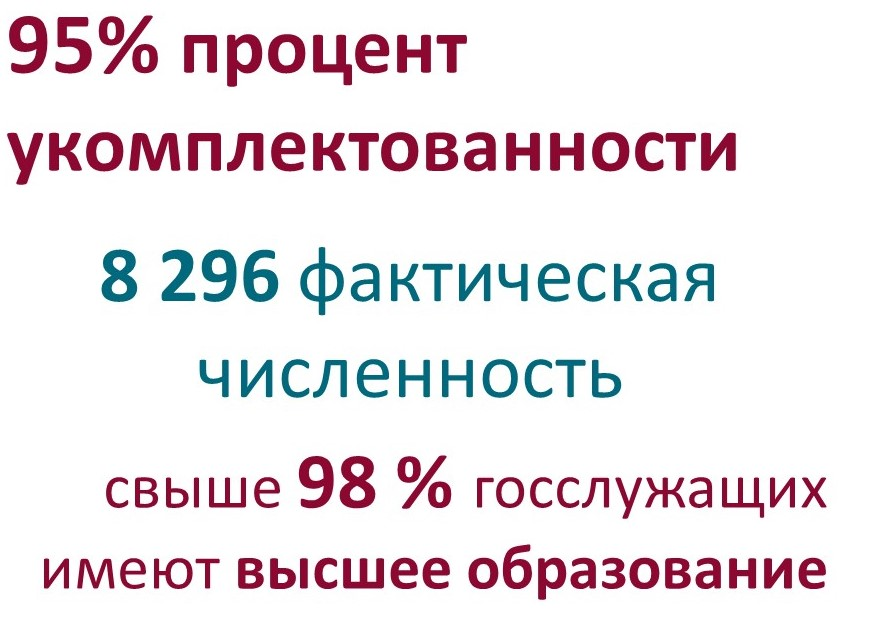 95% процент
укомплектованности
8 296 фактическая
численность
свыше 98 % госслужащих
имеют высшее образование